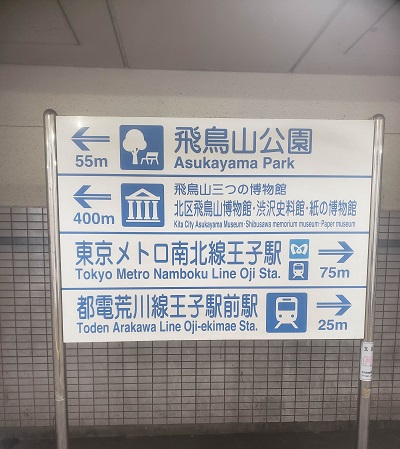 飛鳥山公園
55m
Asukayama Park
飛鳥山三つの博物館
北区飛鳥山博物館・渋沢史料館・紙の博物館
400m
Kita City Asukayama Museum・Shibusawa memorium museum・Paper museum
東京メトロ南北線王子駅
Tokyo Metro Namboku Line Oji Sta.
75m
都電荒川線王子駅前駅
Toden Arakawa Line Oji-ekimae Sta.
25m